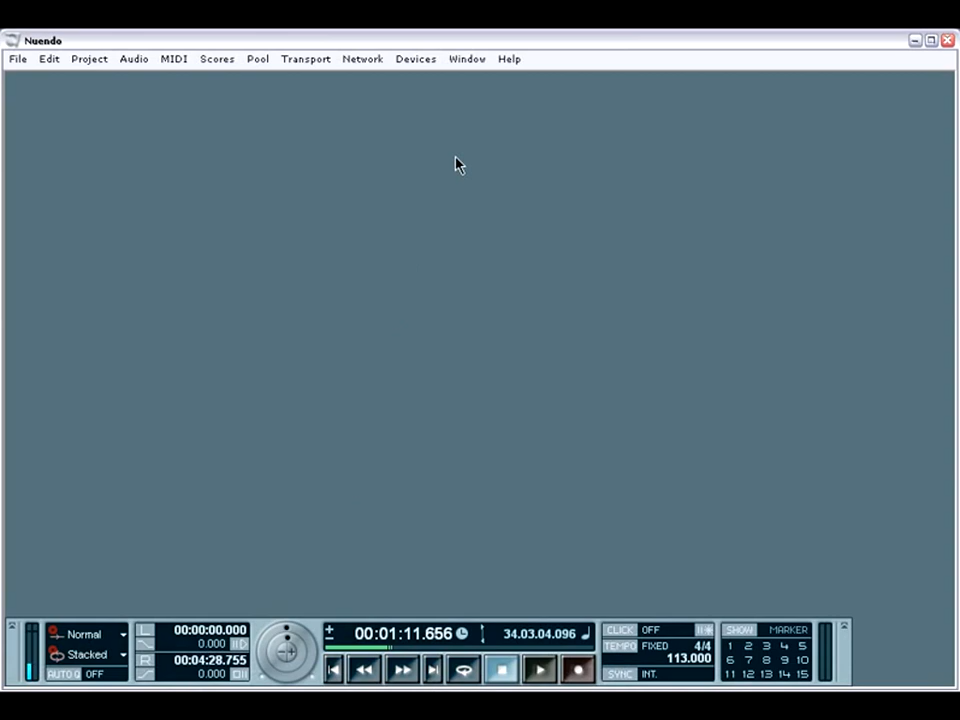 Nuendo
File Edit Project Audio MIDI Scores Pool Transport Network Devices Window Help
Normal
Stacked
AUTO Q OFF
L 00:00:00.000
0.000
R 00:04:28.755
0.000
00:01:11.656 34.03.04.096
CLICK OFF
TEMPO FIXED 4/4
113.000
SYNC INT.
SHOW MARKER
1 2 3 4 5
6 7 8 9 10
11 12 13 14 15